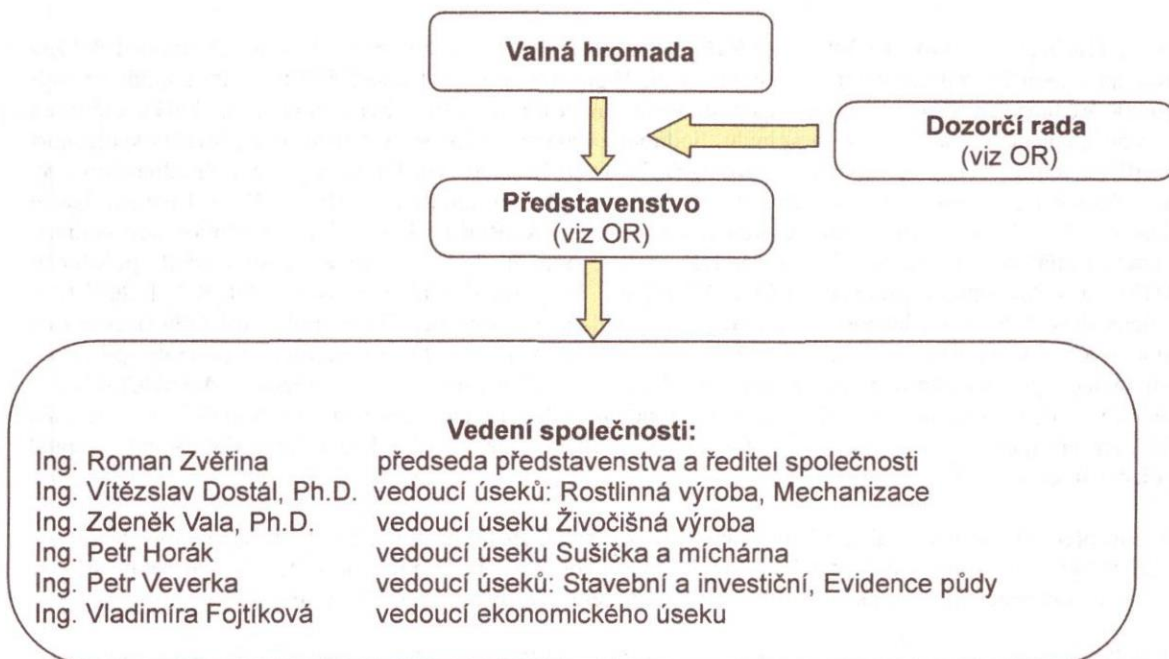 Valná hromada
Dozorčí rada
(viz OR)
Představenstvo
(viz OR)
Vedení společnosti:
Ing. Roman Zvěřina předseda představenstva a ředitel společnosti
Ing. Vítězslav Dostál, Ph.D. vedoucí úseků: Rostlinná výroba, Mechanizace
Ing. Zdeněk Vala, Ph.D. vedoucí úseku Živočišná výroba
Ing. Petr Horák vedoucí úseku Sušička a míchárna
Ing. Petr Veverka vedoucí úseků: Stavební a investiční, Evidence půdy
Ing. Vladimíra Fojtíková vedoucí ekonomického úseku